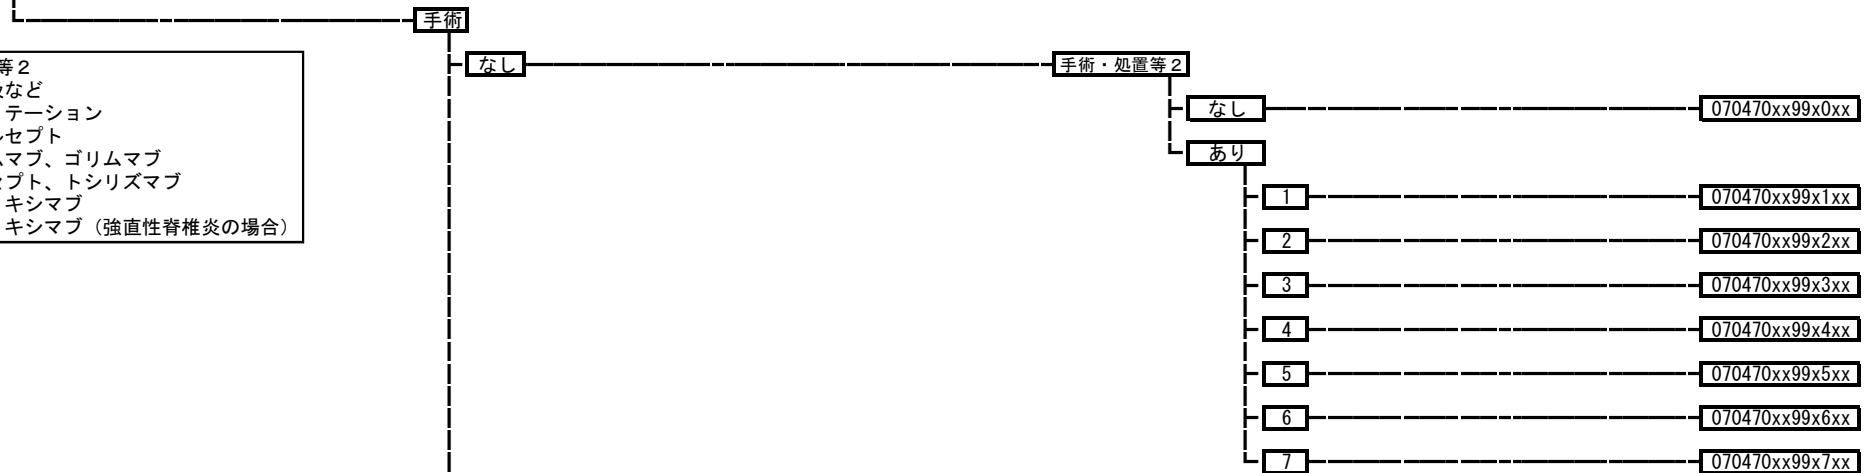 手術
等２
なし
手術・処置等２
など
テーション
なし
070470xx99x0xx
セプト
マブ、ゴリムマブ
あり
プト、トシリズマブ
キシマブ
1
070470xx99x1xx
キシマブ（強直性脊椎炎の場合）
2
070470xx99x2xx
3
070470xx99x3xx
4
070470xx99x4xx
5
070470xx99x5xx
6
070470xx99x6xx
7
070470xx99x7xx